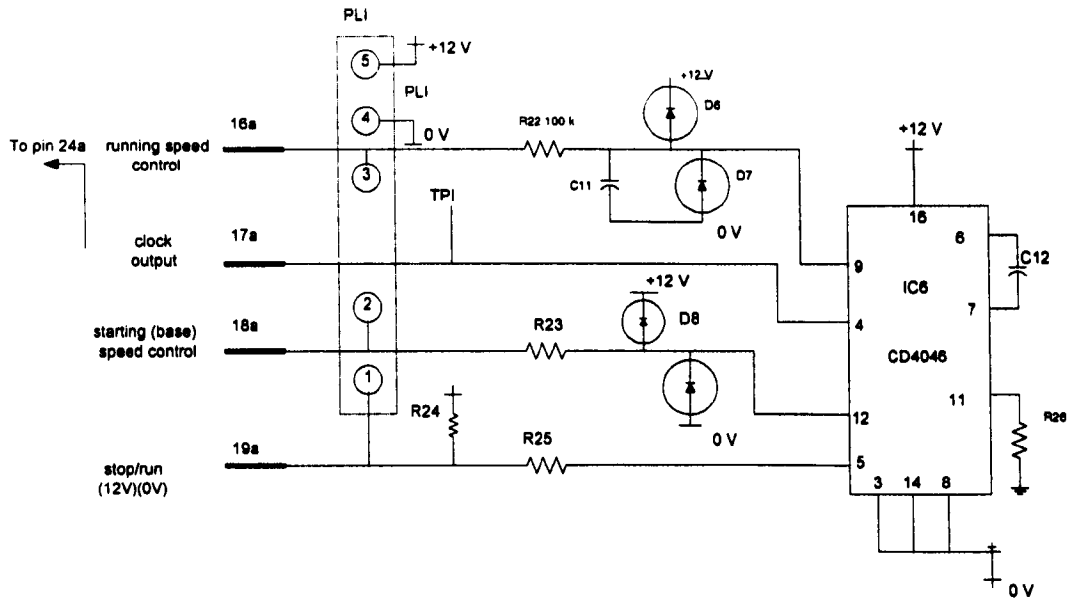 PLI
5
+12 V
PLI
4
0 V
16a
To pin 24a
running speed
control
3
R22 100 k
+12 V
D6
C11
D7
0 V
+12 V
TPI
17a
clock
output
16
6
C12
9
IC6
7
2
+12 V
4
18a
starting (base)
speed control
R23
D8
CD4046
1
R24
0 V
11
R26
12
19a
stop/run
(12V)(0V)
R25
5
3 14 8
0 V